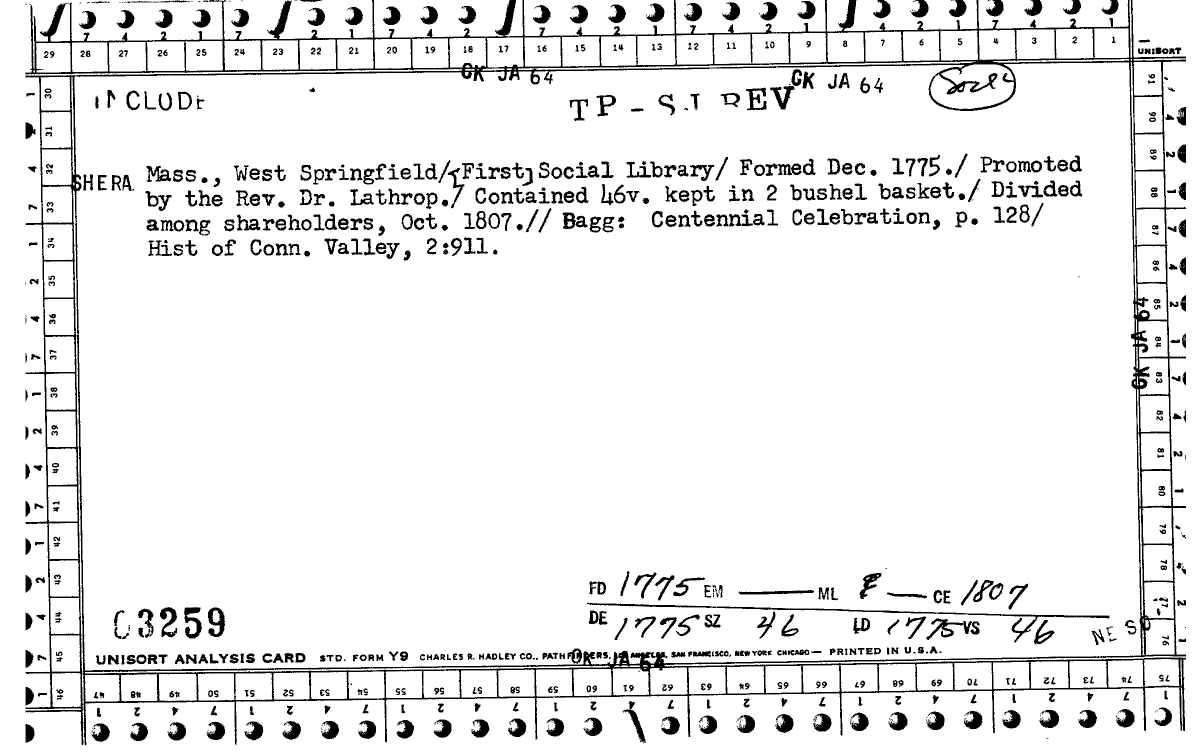 7 4 2 1 7 2 1 7 4 2 1 7 4 2 1 7 4 2 1 7 4 2 1
29 28 27 26 25 24 23 22 21 20 19 18 17 16 15 14 13 12 11 10 9 8 7 6 5 4 3 2 1
UNISORT
CK JA 64 CK JA 64
INCLUDE TP - SJ REV
SHERA Mass., West Springfield/[First] Social Library/ Formed Dec. 1775./ Promoted
by the Rev. Dr. Lathrop./ Contained 46v. kept in 2 bushel basket./ Divided
among shareholders, Oct. 1807.// Bagg: Centennial Celebration, p. 128/
Hist of Conn. Valley, 2:911.
30 31 32 33 34 35 36 37 38 39 40 41 42 43 44 45 46
91 90 89 88 87 86 85 84 83 82 81 80 79 78 77 76
CK JA 64
FD 1775 EM — ML — CE 1807
DE 1775 SZ 46 LD 1775 VS 46
NE SO
03259
UNISORT ANALYSIS CARD STD. FORM Y9 CHARLES R. HADLEY CO., PATHFINDERS, LOS ANGELES, SAN FRANCISCO, NEW YORK CHICAGO — PRINTED IN U.S.A.
CK JA 64
47 48 49 50 51 52 53 54 55 56 57 58 59 60 61 62 63 64 65 66 67 68 69 70 71 72 73 74 75
1 2 4 7 1 2 4 7 1 2 4 7 1 2 4 7 1 2 4 7 1 2 4 7 1 2 4 7 1